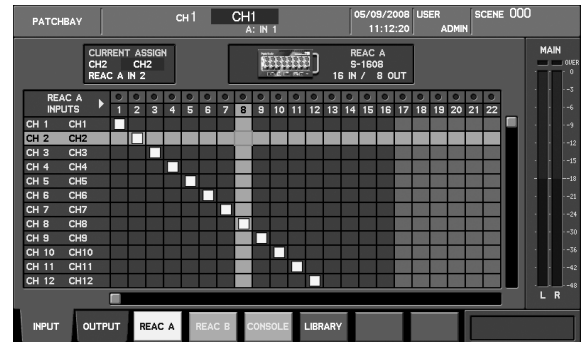 PATCHBAY
CH 1 CH1
A: IN 1
05/09/2008 USER SCENE 000
11:12:20 ADMIN
CURRENT ASSIGN
CH2 CH2
REAC A IN 2
REAC A
S-1608
16 IN / 8 OUT
MAIN
OVER
REAC A
INPUTS
1 2 3 4 5 6 7 8 9 10 11 12 13 14 15 16 17 18 19 20 21 22
CH 1 CH1
CH 2 CH2
CH 3 CH3
CH 4 CH4
CH 5 CH5
CH 6 CH6
CH 7 CH7
CH 8 CH8
CH 9 CH9
CH 10 CH10
CH 11 CH11
CH 12 CH12
0
-3
-6
-9
-12
-15
-18
-21
-24
-30
-36
-42
-48
L R
INPUT OUTPUT REAC A REAC B CONSOLE LIBRARY